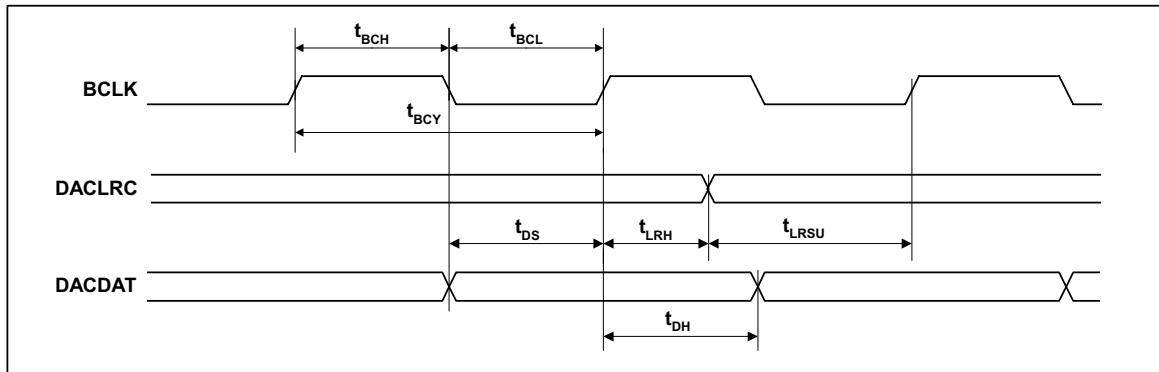 tBCH tBCL
BCLK
tBCY
DACLRC
tDS tLRH tLRSU
DACDAT
tDH